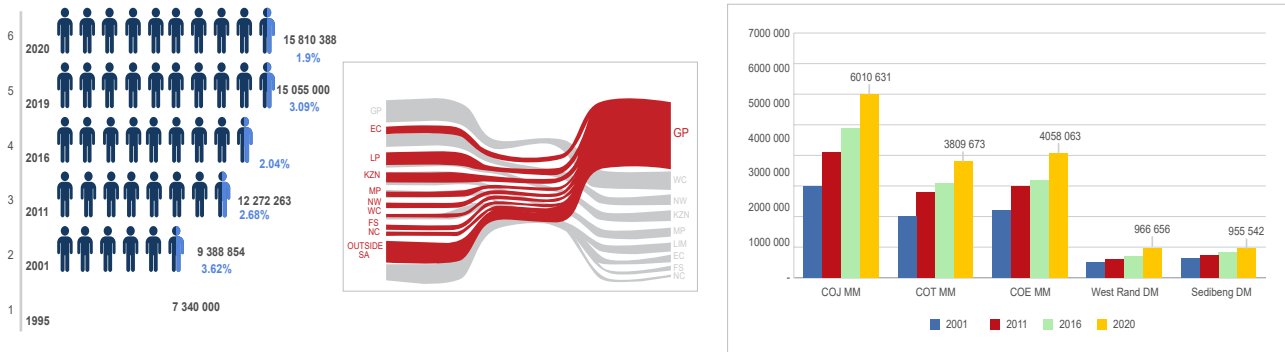 6
2020
15 810 388
1.9%
5
2019
15 055 000
3.09%
4
2016
2.04%
3
2011
12 272 263
2.68%
2
2001
9 388 854
3.62%
1
1995
7 340 000
GP
EC
LP
KZN
MP
NW
WC
FS
NC
OUTSIDE
SA
GP
WC
NW
KZN
MP
LIM
EC
FS
NC
7000 000
6000 000
5000 000
4000 000
3000 000
2000 000
1000 000
-
6010 631
3809 673
4058 063
966 656
955 542
COJ MM COT MM COE MM West Rand DM Sedibeng DM
2001 2011 2016 2020